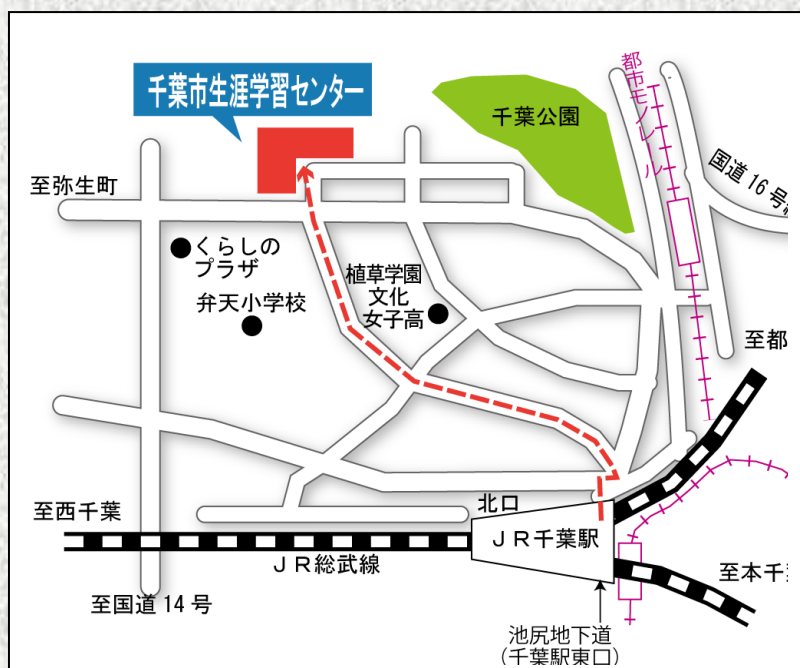 千葉市生涯学習センター
千葉公園
都市モノレール
国道16号
至弥生町
くらしの
プラザ
弁天小学校
植草学園
文化
女子高
至都
至西千葉
北口
JR千葉駅
JR総武線
至本千葉
至国道14号
池尻地下道
(千葉駅東口)